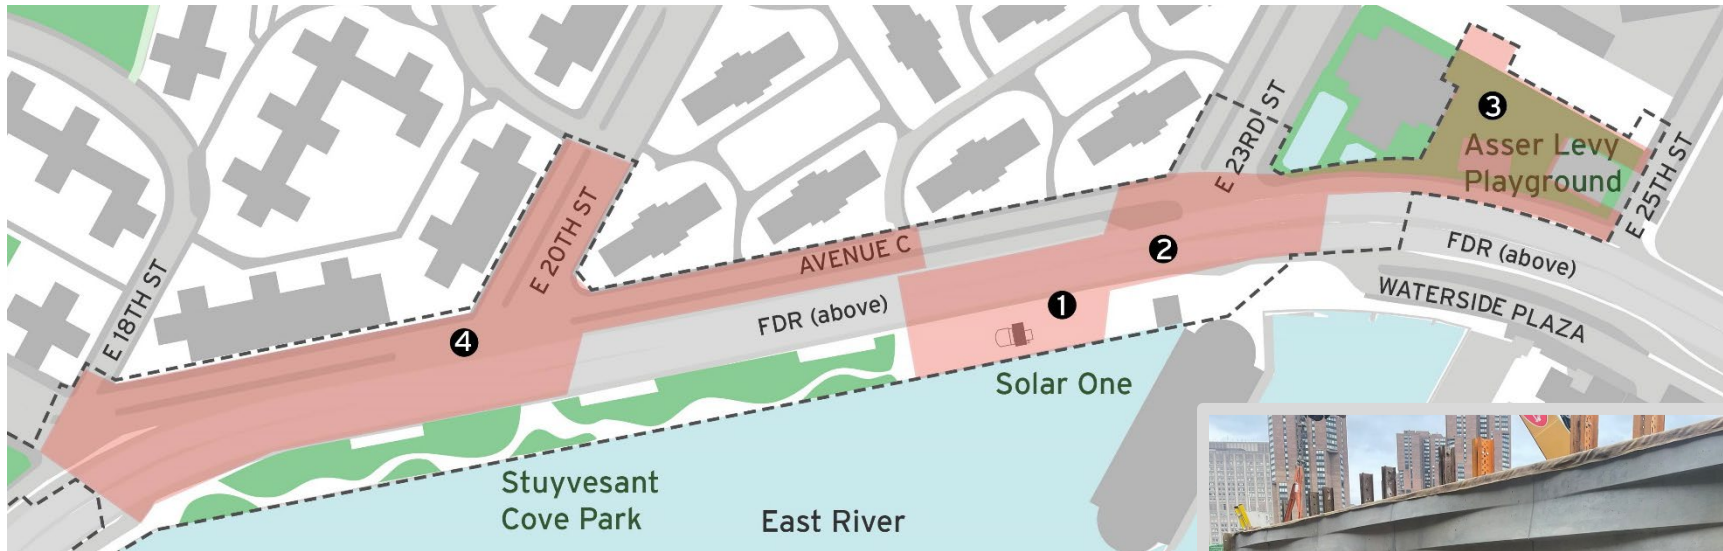 E 18TH ST
E 20TH ST
AVENUE C
FDR (above)
E 23RD ST
3
Asser Levy
Playground
E 25TH ST
2
FDR (above)
WATERSIDE PLAZA
1
4
Solar One
Stuyvesant
Cove Park
East River